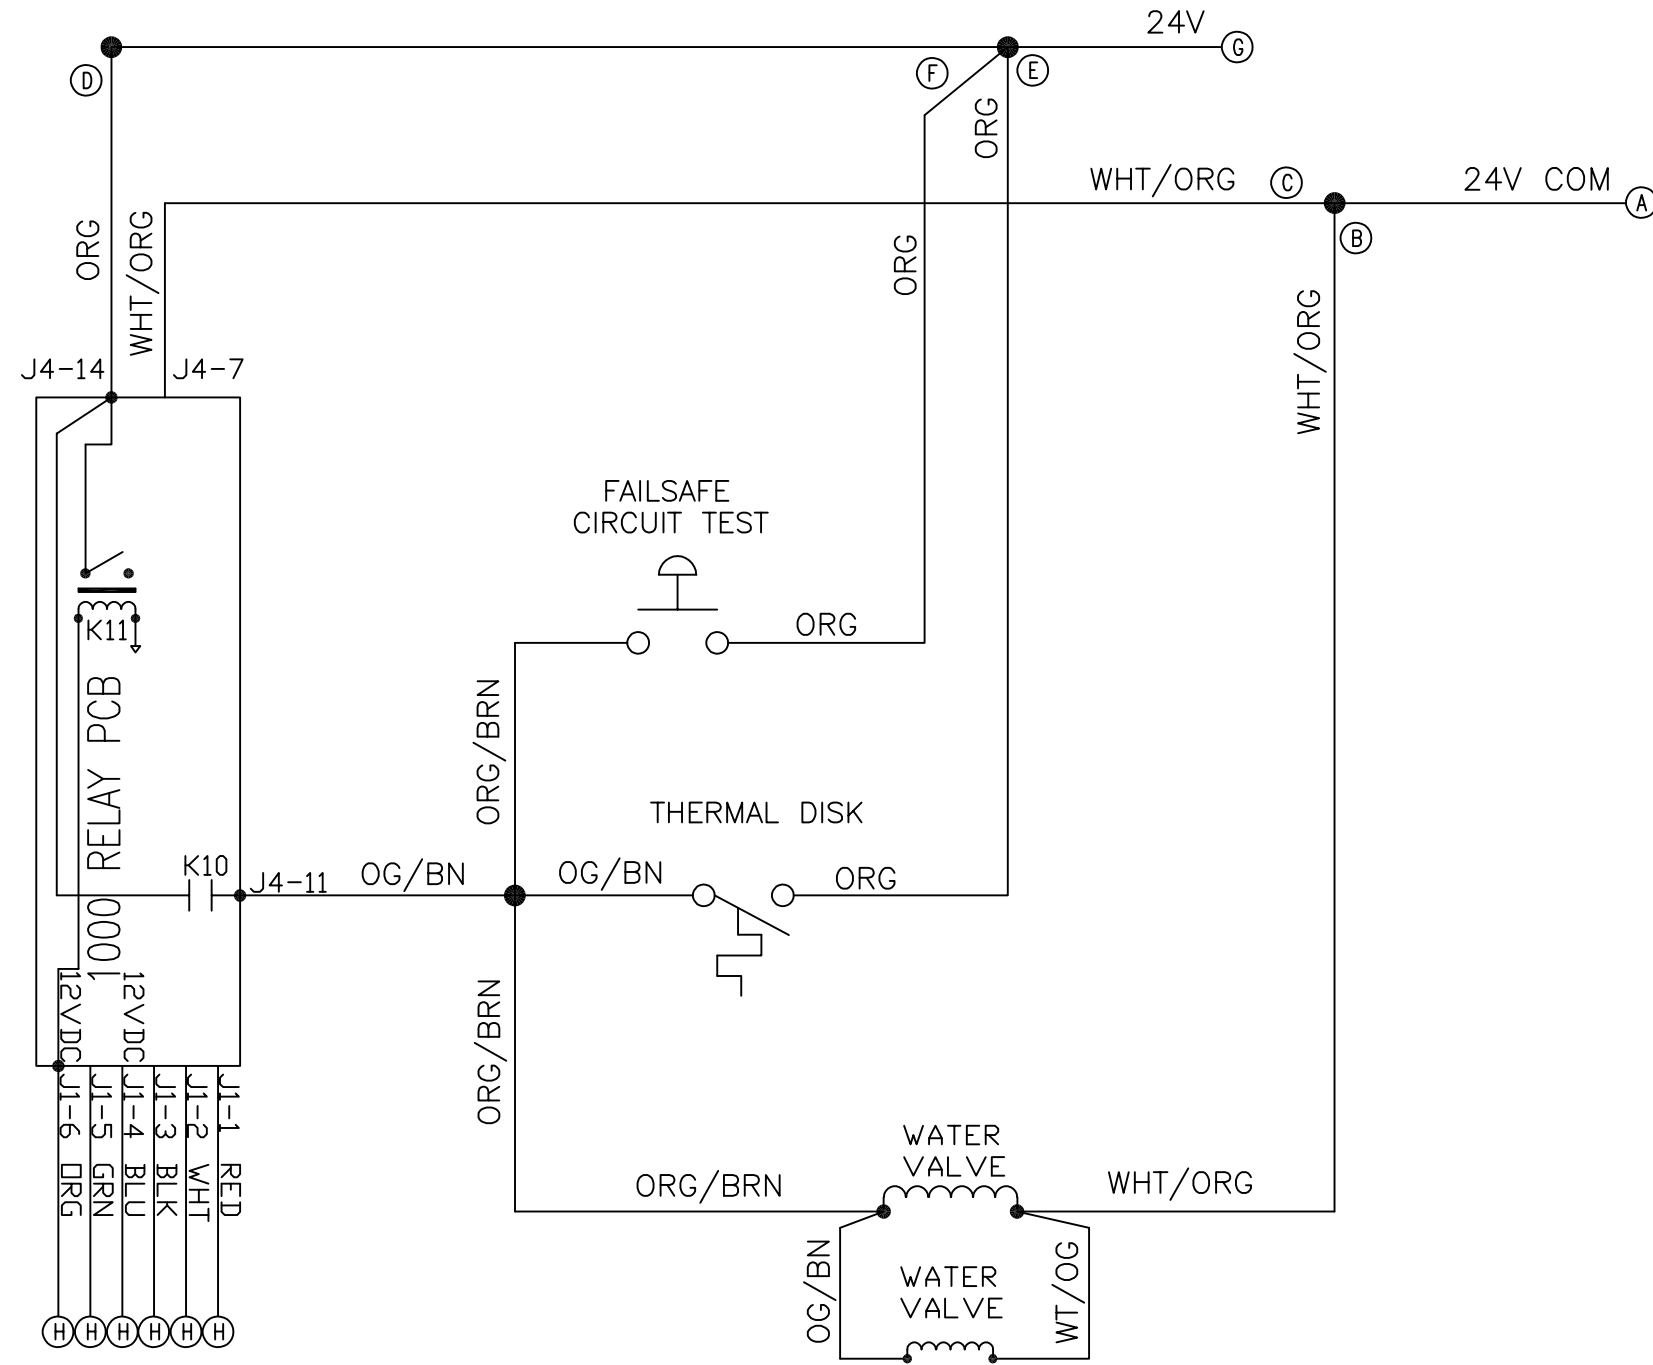 24V
G
D
F
E
ORG
WHT/ORG
C
24V COM
A
B
ORG
WHT/ORG
ORG
WHT/ORG
J4-14
J4-7
FAILSAFE
CIRCUIT TEST
ORG
K11
1000 RELAY PCB
ORG/BRN
THERMAL DISK
K10
J4-11
OG/BN
OG/BN
ORG
12VDC
12VDC
ORG/BRN
J1-6 ORG
J1-5 GRN
J1-4 BLU
J1-3 BLK
J1-2 WHT
J1-1 RED
WATER
VALVE
ORG/BRN
WHT/ORG
OG/BN
WATER
VALVE
WT/OG
H
H
H
H
H
H